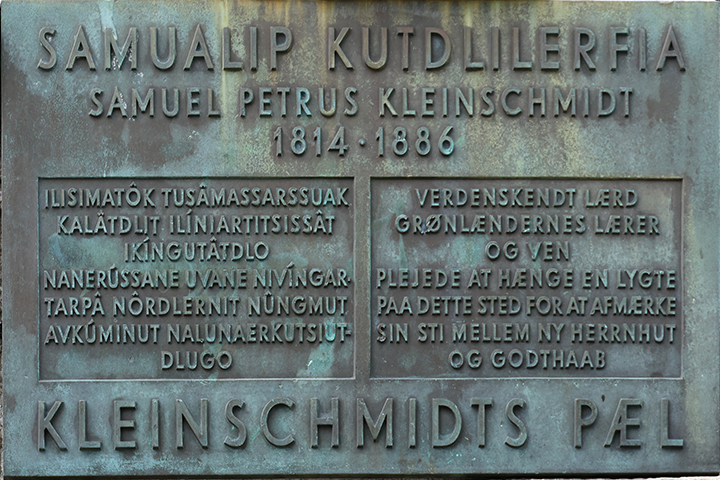 SAMUALIP KUTDLILERFIA
SAMUEL PETRUS KLEINSCHMIDT
1814·1886
ILISIMATÔK TUSÂMASSARSSUAK
KALÂTDLIT ILÍNIARTITSISSÂT
IKÍNGUTÂTDLO
NANERÚSSANE UVANE NIVÍNGAR-
TARPÂ NÔRDLERNIT NÛNGMUT
AVKÚMINUT NALUNAERKUTSIUT-
DLUGO
VERDENSKENDT LÆRD
GRØNLÆNDERNES LÆRER
OG VEN
PLEJEDE AT HÆNGE EN LYGTE
PAA DETTE STED FOR AT AFMÆRKE
SIN STI MELLEM NY HERRNHUT
OG GODTHAAB
KLEINSCHMIDTS PÆL